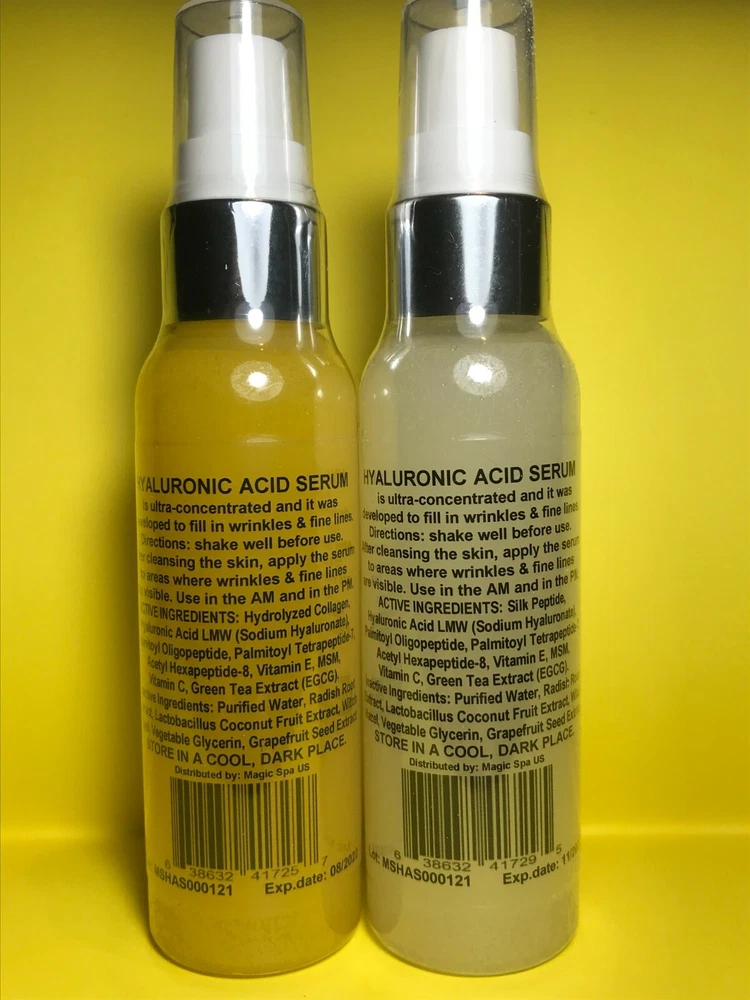 HYALURONIC ACID SERUM
is ultra-concentrated and it was
developed to fill in wrinkles & fine lines.
Directions: shake well before use.
cleansing the skin, apply the serum
to areas where wrinkles & fine lines
visible. Use in the AM and in the PM.
ACTIVE INGREDIENTS: Hydrolyzed Collagen,
Hyaluronic Acid LMW (Sodium Hyaluronate),
Oligopeptide, Palmitoyl Tetrapeptide-7,
Acetyl Hexapeptide-8, Vitamin E, MSM,
Vitamin C, Green Tea Extract (EGCG).
Ingredients: Purified Water, Radish Root
Lactobacillus Coconut Fruit Extract,
Vegetable Glycerin, Grapefruit Seed Extract
STORE IN A COOL, DARK PLACE.
Distributed by: Magic Spa US
6 38632 41725 7
MSHAS000121 Exp.date:
HYALURONIC ACID SERUM
is ultra-concentrated and it was
developed to fill in wrinkles & fine lines
Directions: shake well before use.
After cleansing the skin, apply the serum
to areas where wrinkles & fine lines
are visible. Use in the AM and in the PM.
ACTIVE INGREDIENTS: Silk Peptide,
Hyaluronic Acid LMW (Sodium Hyaluronate),
Palmitoyl Oligopeptide, Palmitoyl Tetrapeptide-
Acetyl Hexapeptide-8, Vitamin E, MSM,
Vitamin C, Green Tea Extract (EGCG).
Ingredients: Purified Water, Radish
Extract, Lactobacillus Coconut Fruit Extract,
Vegetable Glycerin, Grapefruit Seed
STORE IN A COOL, DARK PLACE.
Distributed by: Magic Spa US
6 38632 41729 5
Lot: MSHAS000121 Exp.date: